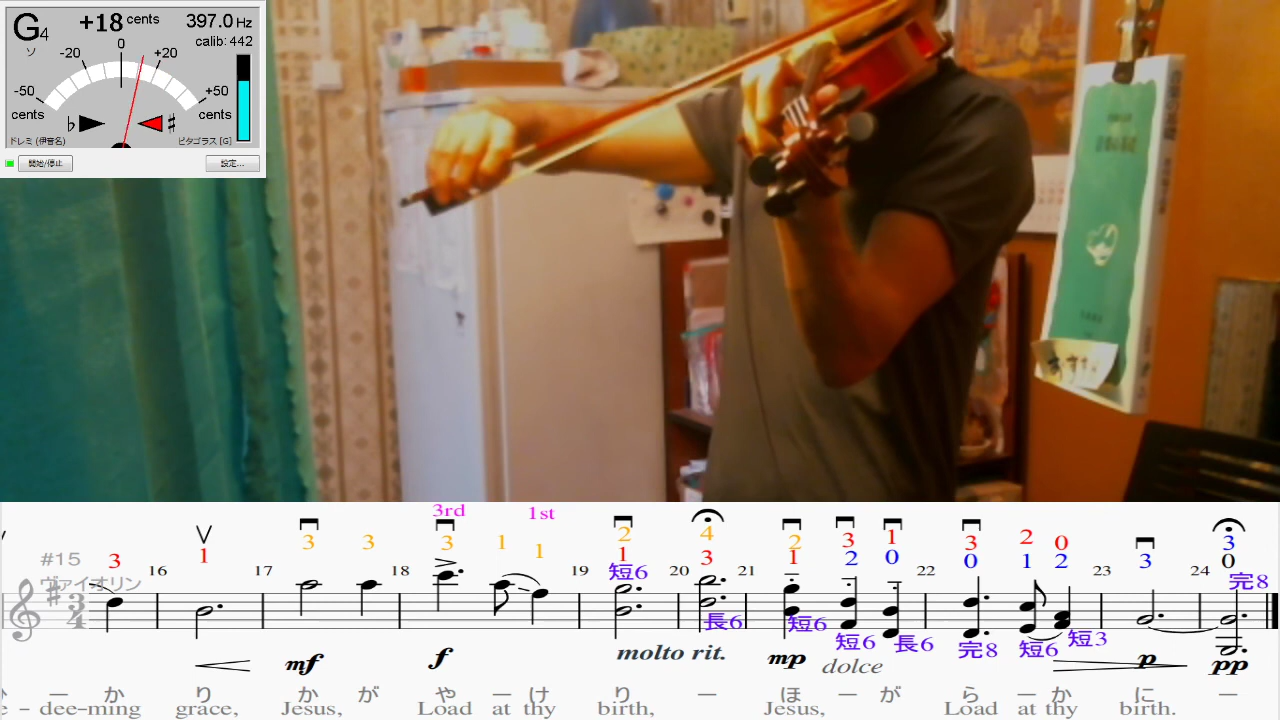 G4 +18 cents 397.0 Hz
ソ calib: 442
-20 0 +20
-50 cents +50 cents
♭ ♯
ドレミ (伊音名) ピタゴラス [G]
開始/停止 設定...
3rd 1st
V 3 3 3 1 1 2 4 2 3 1 3 2 0 3
#15 3 1 1 3 1 2 0 0 1 2 3 0
16 17 18 19 20 21 22 23 24
ヴァイオリン
短6 長6 短6 短6 長6 完8 短6 短3 完8
3
4
mf f molto rit. mp dolce p pp
ー か り か が や ー け り ー ほ ー が ら ー か に ー
e - dee-ming grace, Jesus, Load at thy birth, Jesus, Load at thy birth.